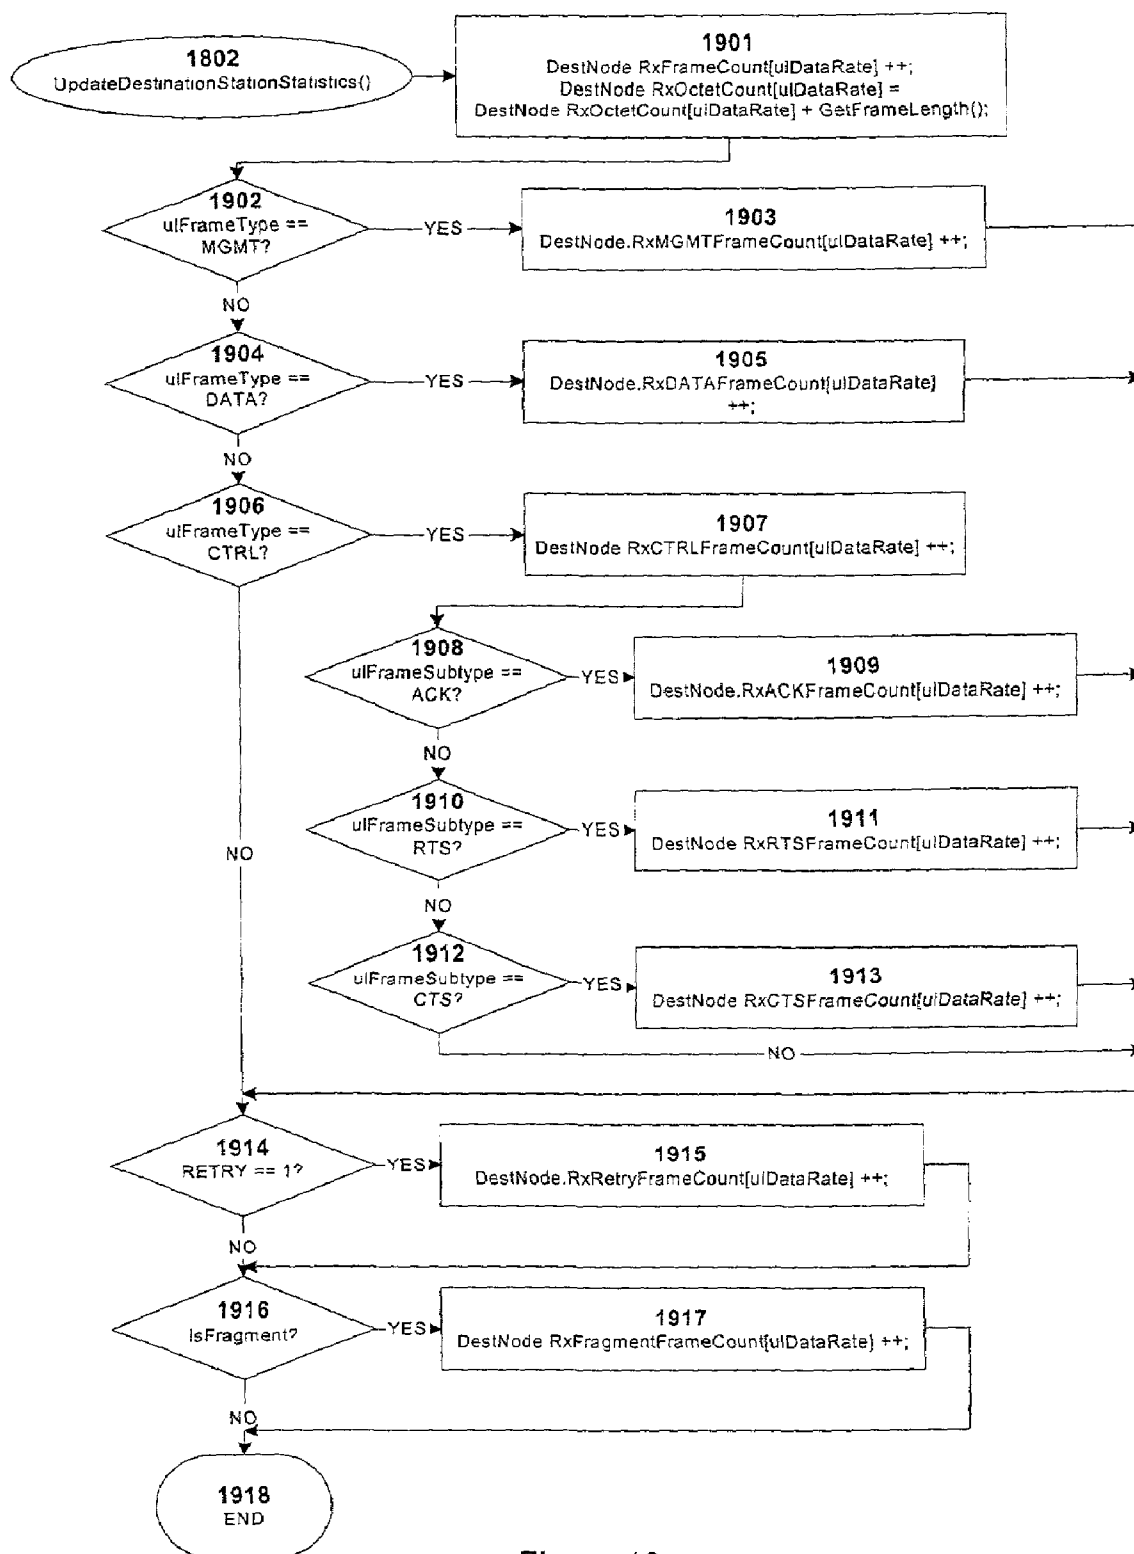 1802
UpdateDestinationStationStatistics()
1901
DestNode RxFrameCount[ulDataRate] ++;
DestNode RxOctetCount[ulDataRate] =
DestNode RxOctetCount[ulDataRate] + GetFrameLength();
1902
ulFrameType ==
MGMT?
YES
1903
DestNode.RxMGMTFrameCount[ulDataRate] ++;
NO
1904
ulFrameType ==
DATA?
YES
1905
DestNode.RxDATAFrameCount[ulDataRate]
++;
NO
1906
ulFrameType ==
CTRL?
YES
1907
DestNode RxCTRLFrameCount[ulDataRate] ++;
1908
ulFrameSubtype ==
ACK?
YES
1909
DestNode.RxACKFrameCount[ulDataRate] ++;
NO
1910
ulFrameSubtype ==
RTS?
YES
1911
DestNode RxRTSFrameCount[ulDataRate] ++;
NO
NO
1912
ulFrameSubtype ==
CTS?
YES
1913
DestNode RxCTSFrameCount[ulDataRate] ++;
NO
1914
RETRY == 1?
YES
1915
DestNode.RxRetryFrameCount[ulDataRate] ++;
NO
1916
IsFragment?
YES
1917
DestNode RxFragmentFrameCount[ulDataRate] ++;
NO
1918
END